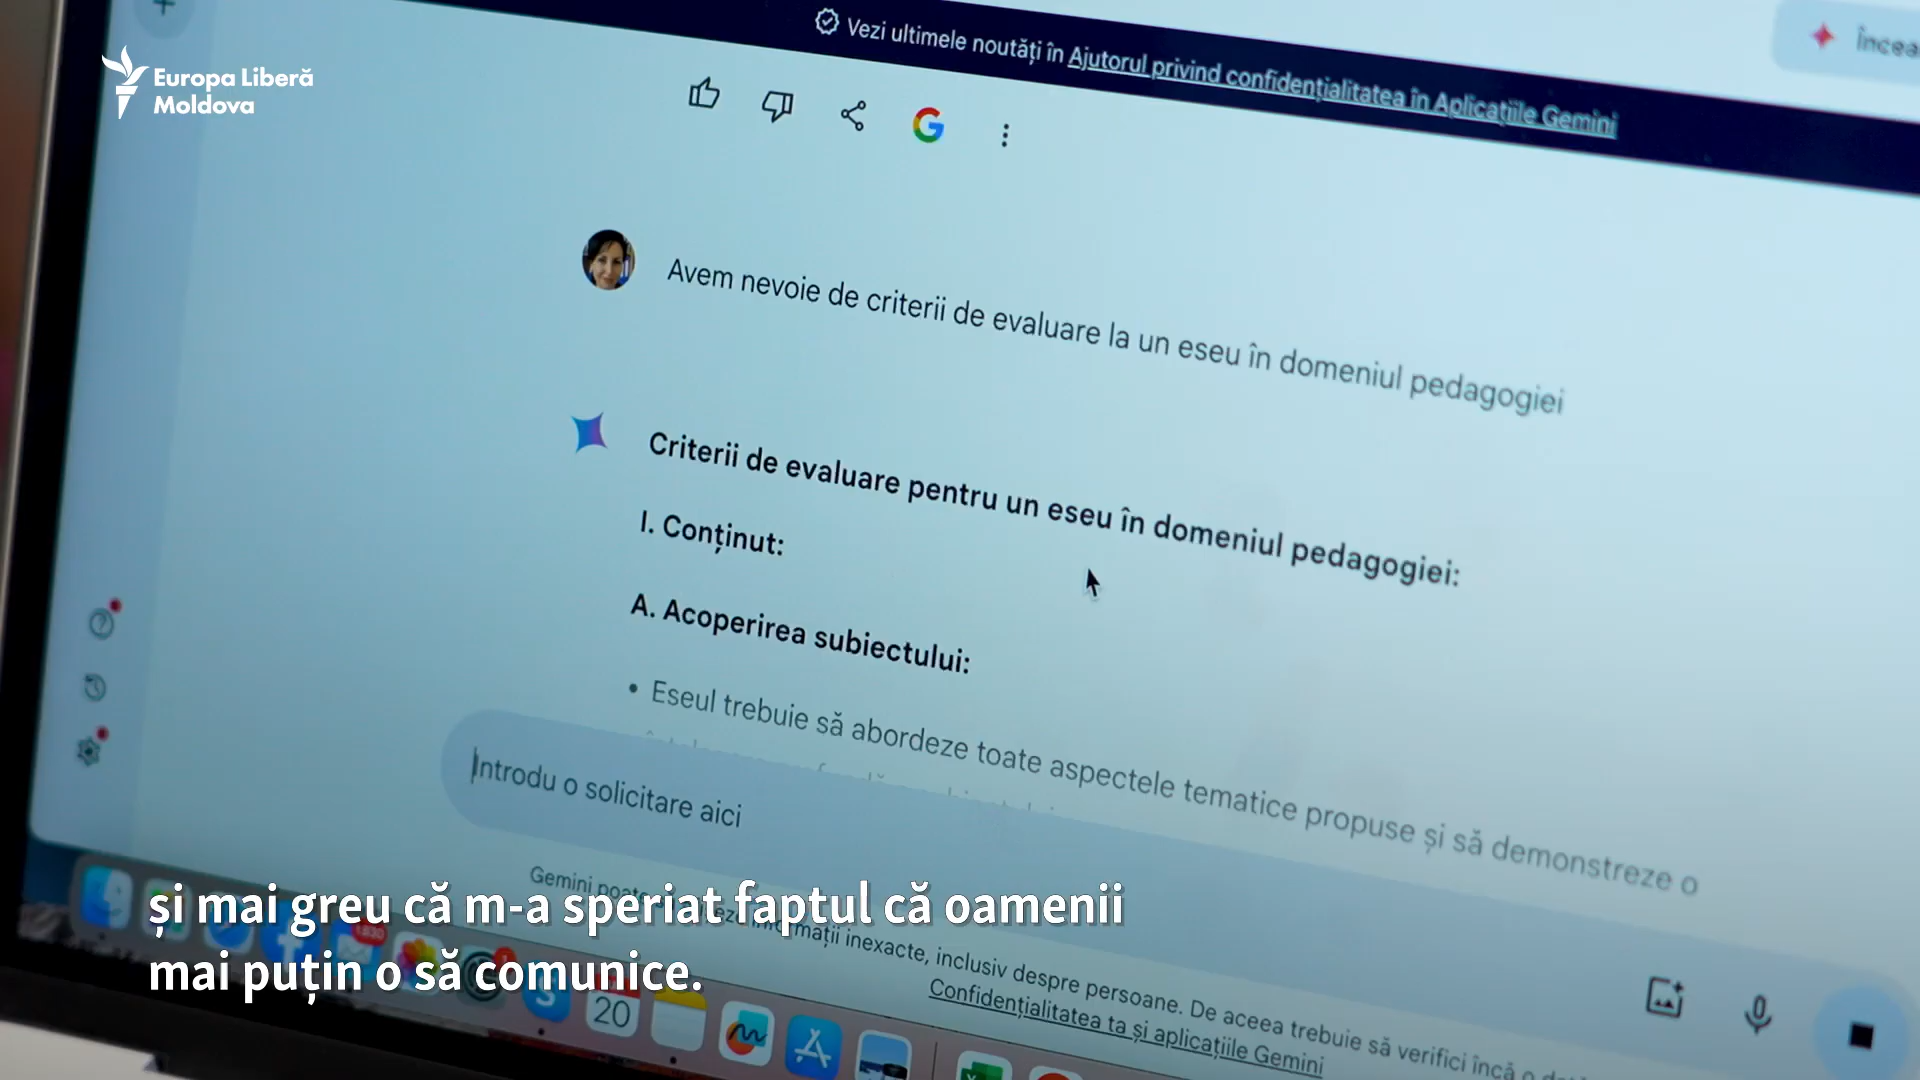 Europa Liberă
Moldova
Vezi ultimele noutăți în Ajutorul privind confidențialitatea în Aplicațiile Gemini
Avem nevoie de criterii de evaluare la un eseu în domeniul pedagogiei
Criterii de evaluare pentru un eseu în domeniul pedagogiei:
I. Conținut:
A. Acoperirea subiectului:
• Eseul trebuie să abordeze toate aspectele tematice propuse și să demonstreze o
Introdu o solicitare aici
Gemini poate informații inexacte, inclusiv despre persoane. De aceea trebuie să verifici încă o
Confidențialitatea ta și aplicațiile Gemini
și mai greu că m-a speriat faptul că oamenii
mai puțin o să comunice.
20